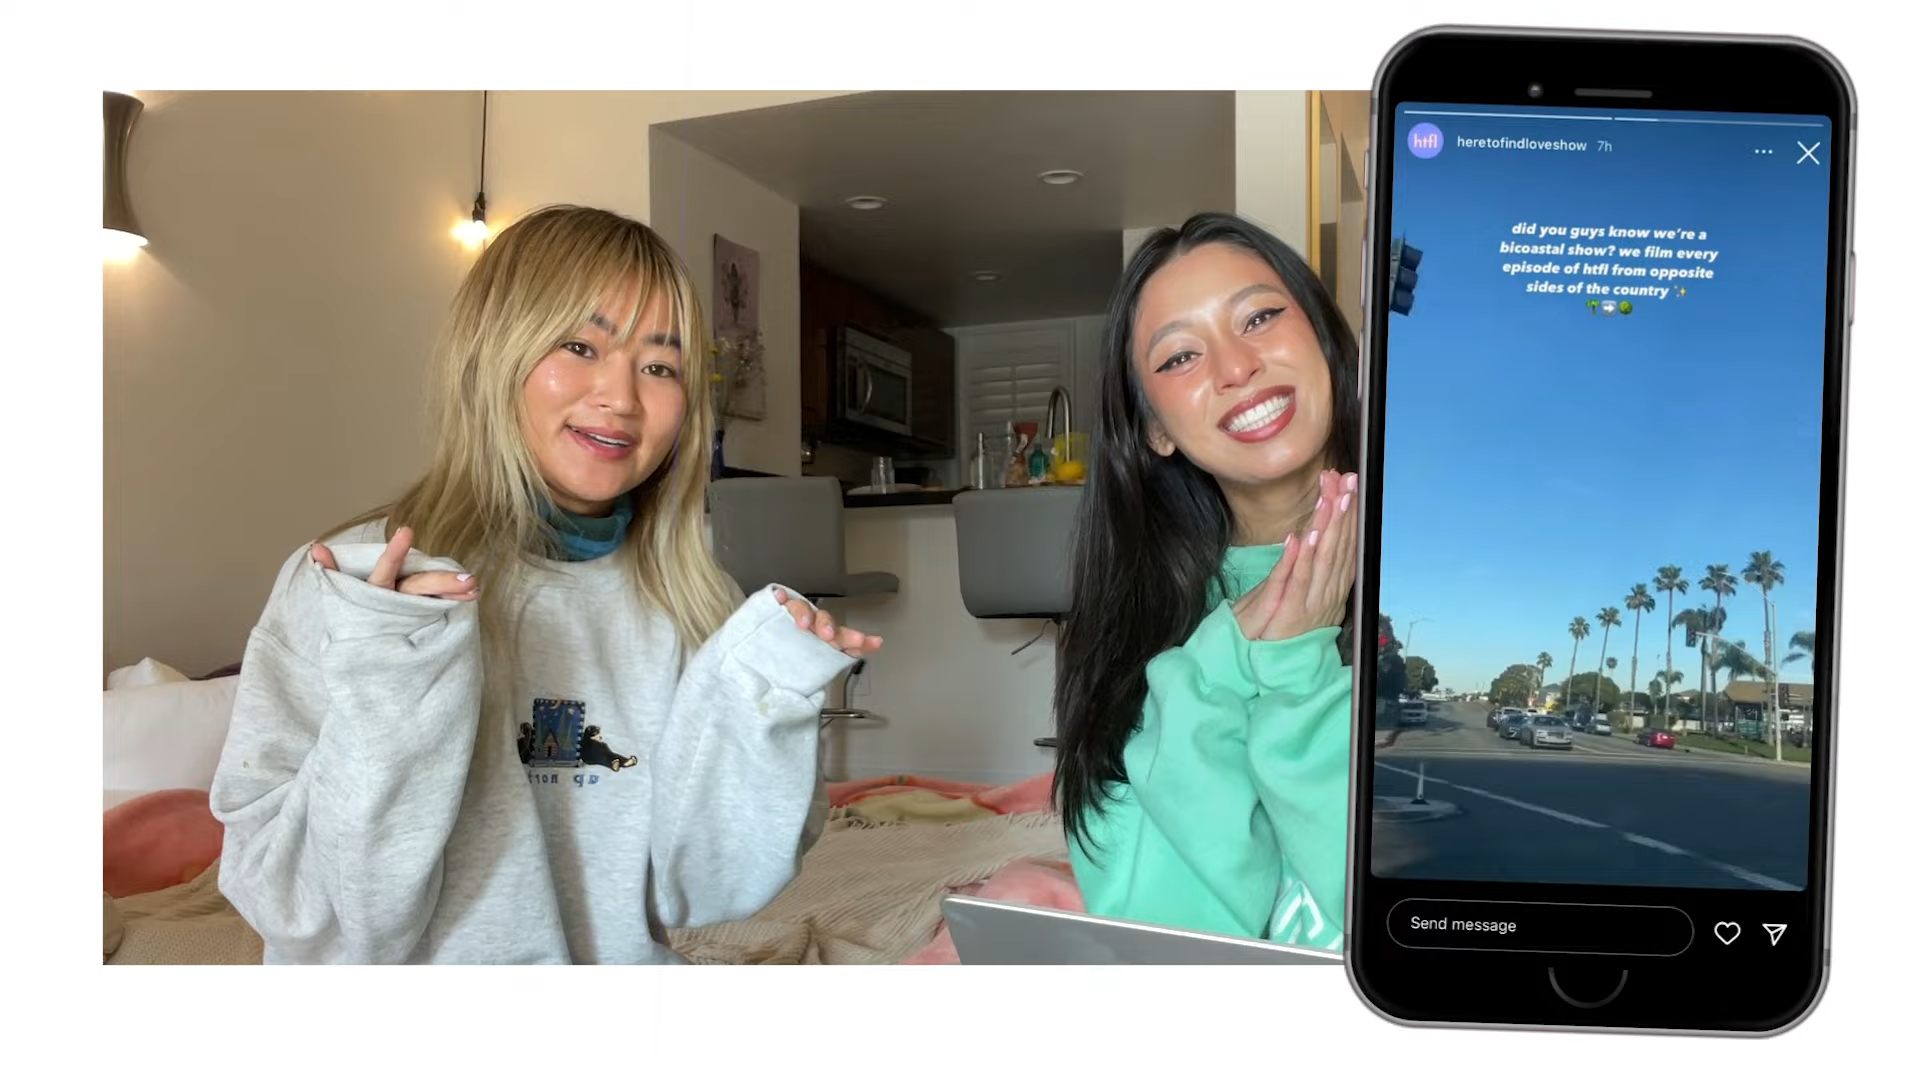 htfl heretofindloveshow 7h
did you guys know we're a
bicoastal show? we film every
episode of htfl from opposite
sides of the country ✨
🌴➡️🍏
Send message